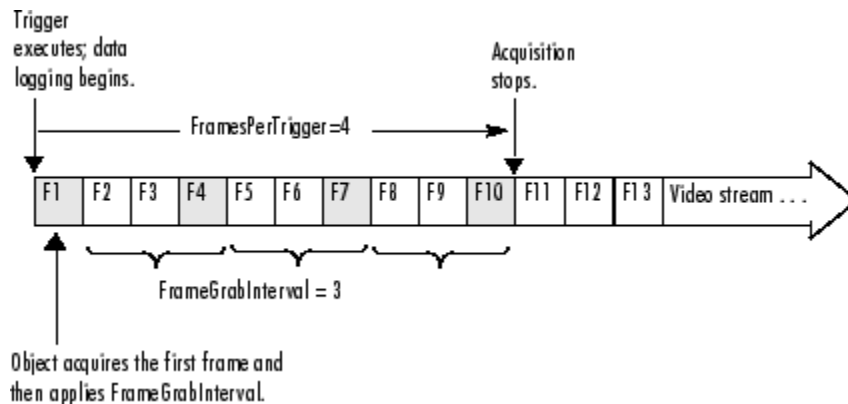 Trigger
executes; data
logging begins.
Acquisition
stops.
FramesPerTrigger=4
F1 F2 F3 F4 F5 F6 F7 F8 F9 F10 F11 F12 F13 Video stream . . .
FrameGrabInterval = 3
Object acquires the first frame and
then applies FrameGrabInterval.